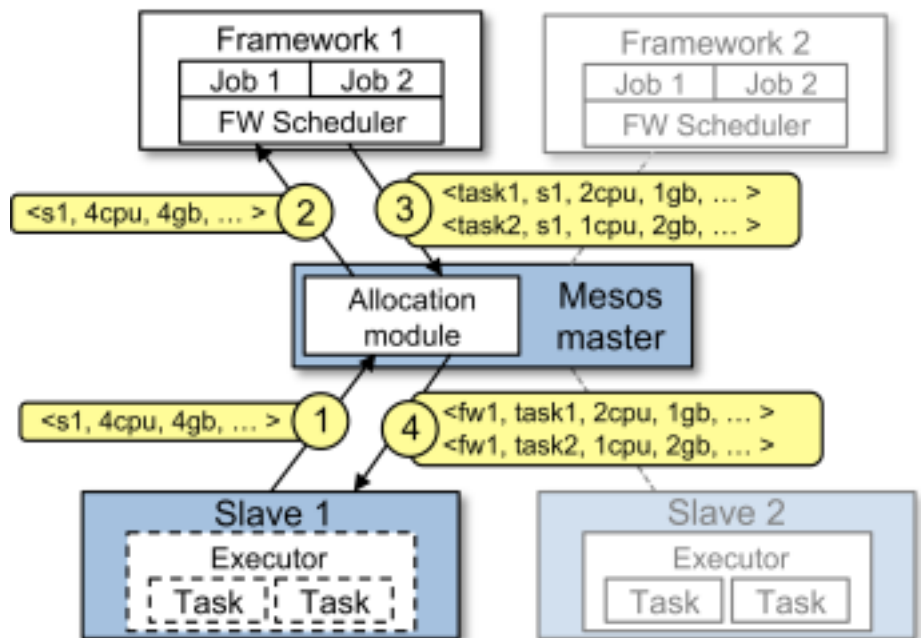 Framework 1
Job 1 Job 2
FW Scheduler
Framework 2
Job 1 Job 2
FW Scheduler
<s1, 4cpu, 4gb, ... >
2
3
<task1, s1, 2cpu, 1gb, ... >
<task2, s1, 1cpu, 2gb, ... >
Allocation
module
Mesos
master
<s1, 4cpu, 4gb, ... >
1
4
<fw1, task1, 2cpu, 1gb, ... >
<fw1, task2, 1cpu, 2gb, ... >
Slave 1
Executor
Task Task
Slave 2
Executor
Task Task